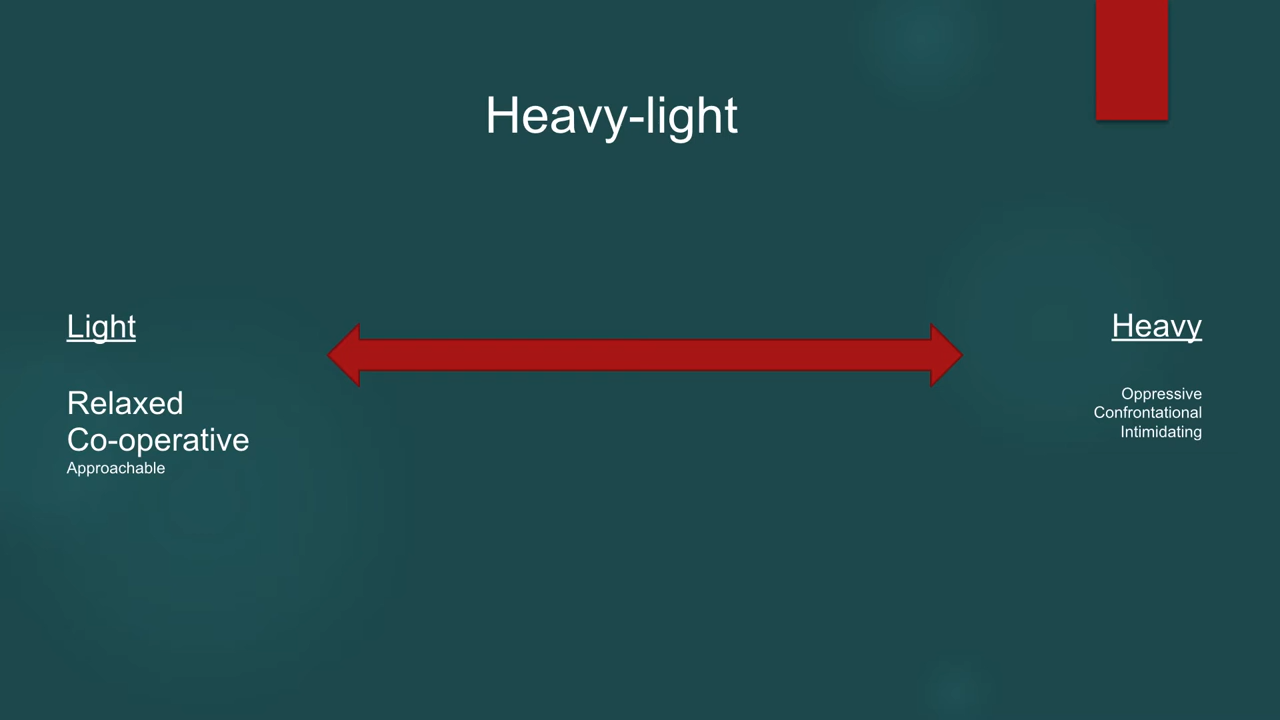 Heavy-light
Light
Relaxed
Co-operative
Approachable
Heavy
Oppressive
Confrontational
Intimidating